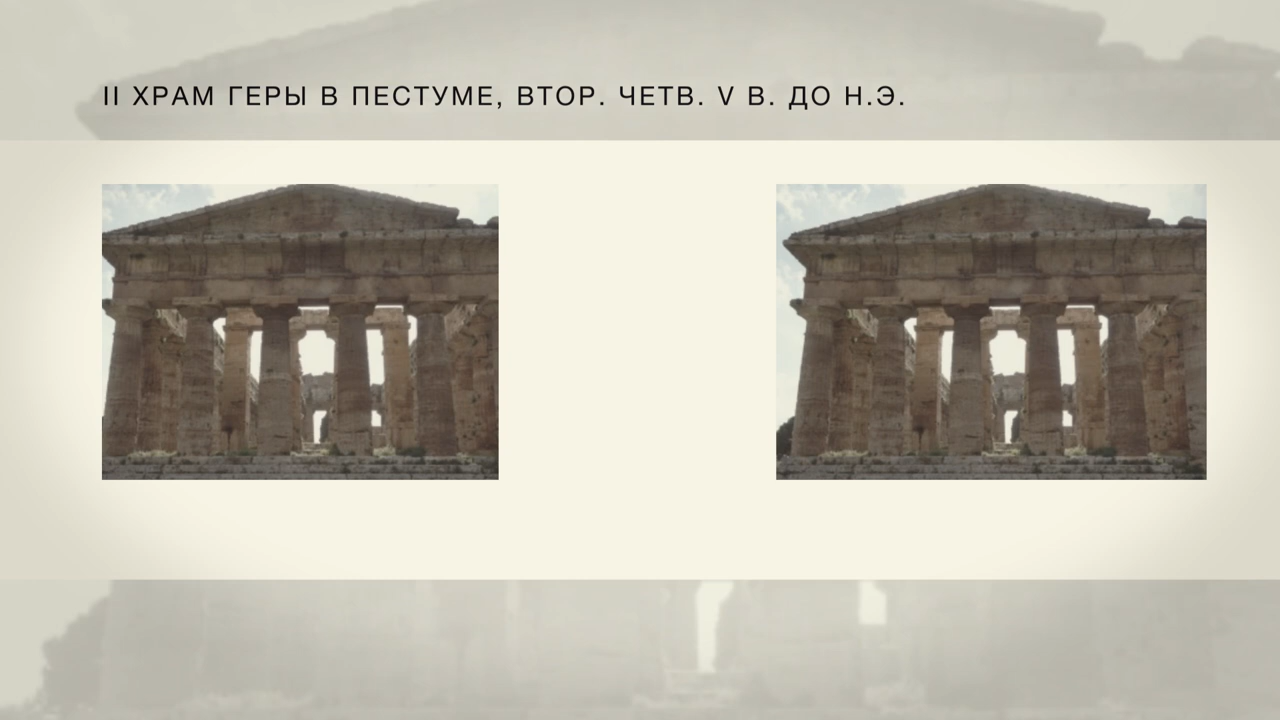 II ХРАМ ГЕРЫ В ПЕСТУМЕ, ВТОР. ЧЕТВ. V В. ДО Н.Э.